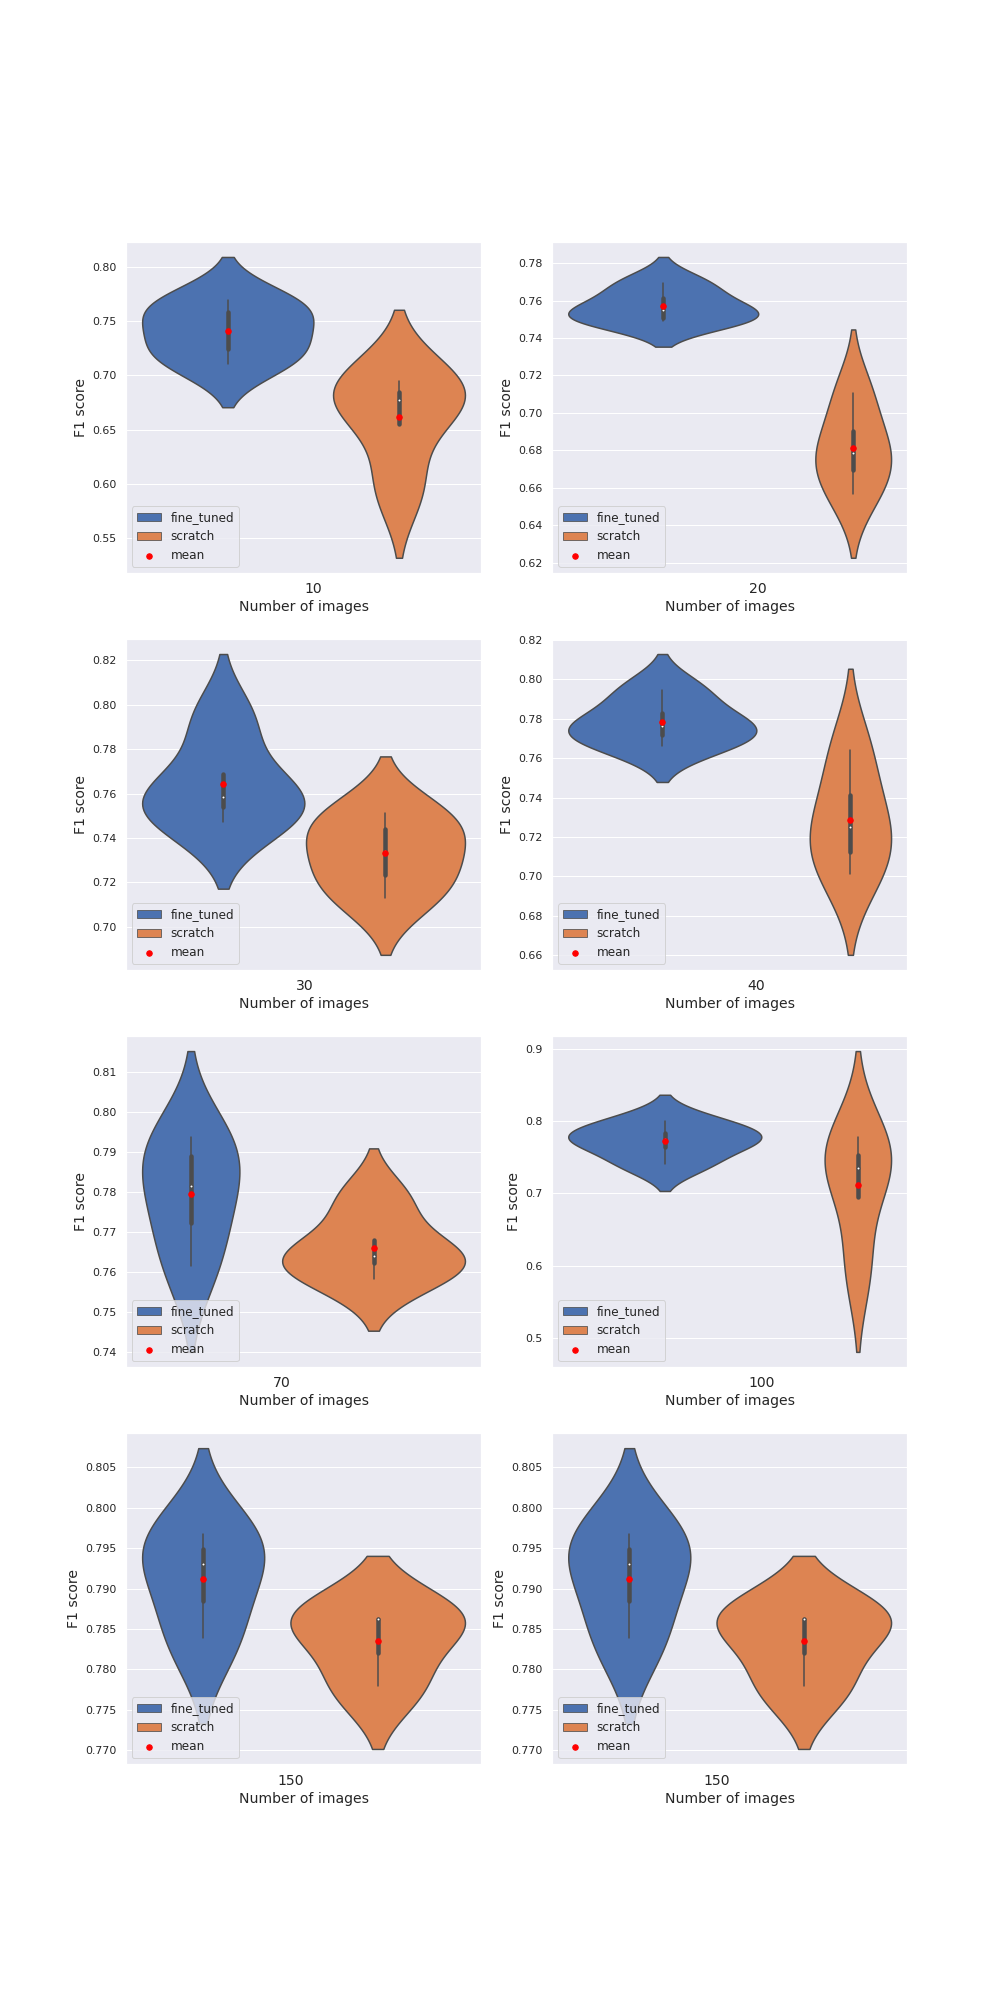 0.80
0.75
0.70
0.65
0.60
0.55
F1 score
fine_tuned
scratch
mean
10
Number of images
0.78
0.76
0.74
0.72
0.70
0.68
0.66
0.64
0.62
F1 score
fine_tuned
scratch
mean
20
Number of images
0.82
0.80
0.78
0.76
0.74
0.72
0.70
F1 score
fine_tuned
scratch
mean
30
Number of images
0.82
0.80
0.78
0.76
0.74
0.72
0.70
0.68
0.66
F1 score
fine_tuned
scratch
mean
40
Number of images
0.81
0.80
0.79
0.78
0.77
0.76
0.75
0.74
F1 score
fine_tuned
scratch
mean
70
Number of images
0.9
0.8
0.7
0.6
0.5
F1 score
fine_tuned
scratch
mean
100
Number of images
0.805
0.800
0.795
0.790
0.785
0.780
0.775
0.770
F1 score
fine_tuned
scratch
mean
150
Number of images
0.805
0.800
0.795
0.790
0.785
0.780
0.775
0.770
F1 score
fine_tuned
scratch
mean
150
Number of images